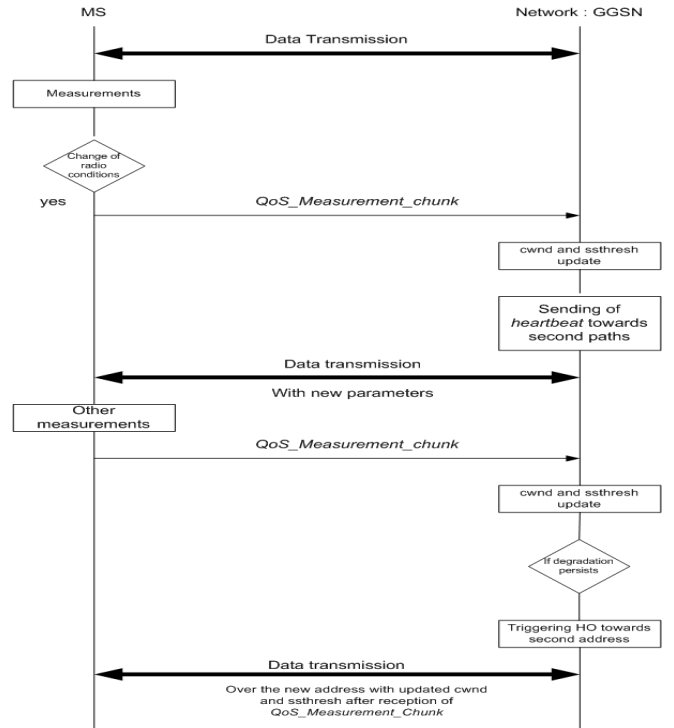 MS
Network : GGSN
Data Transmission
Measurements
Change of
radio
conditions
yes
QoS_Measurement_chunk
cwnd and ssthresh
update
Sending of
heartbeat towards
second paths
Data transmission
With new parameters
Other
measurements
QoS_Measurement_chunk
cwnd and ssthresh
update
If degradation
persists
Triggering HO towards
second address
Data transmission
Over the new address with updated cwnd
and ssthresh after reception of
QoS_Measurement_Chunk